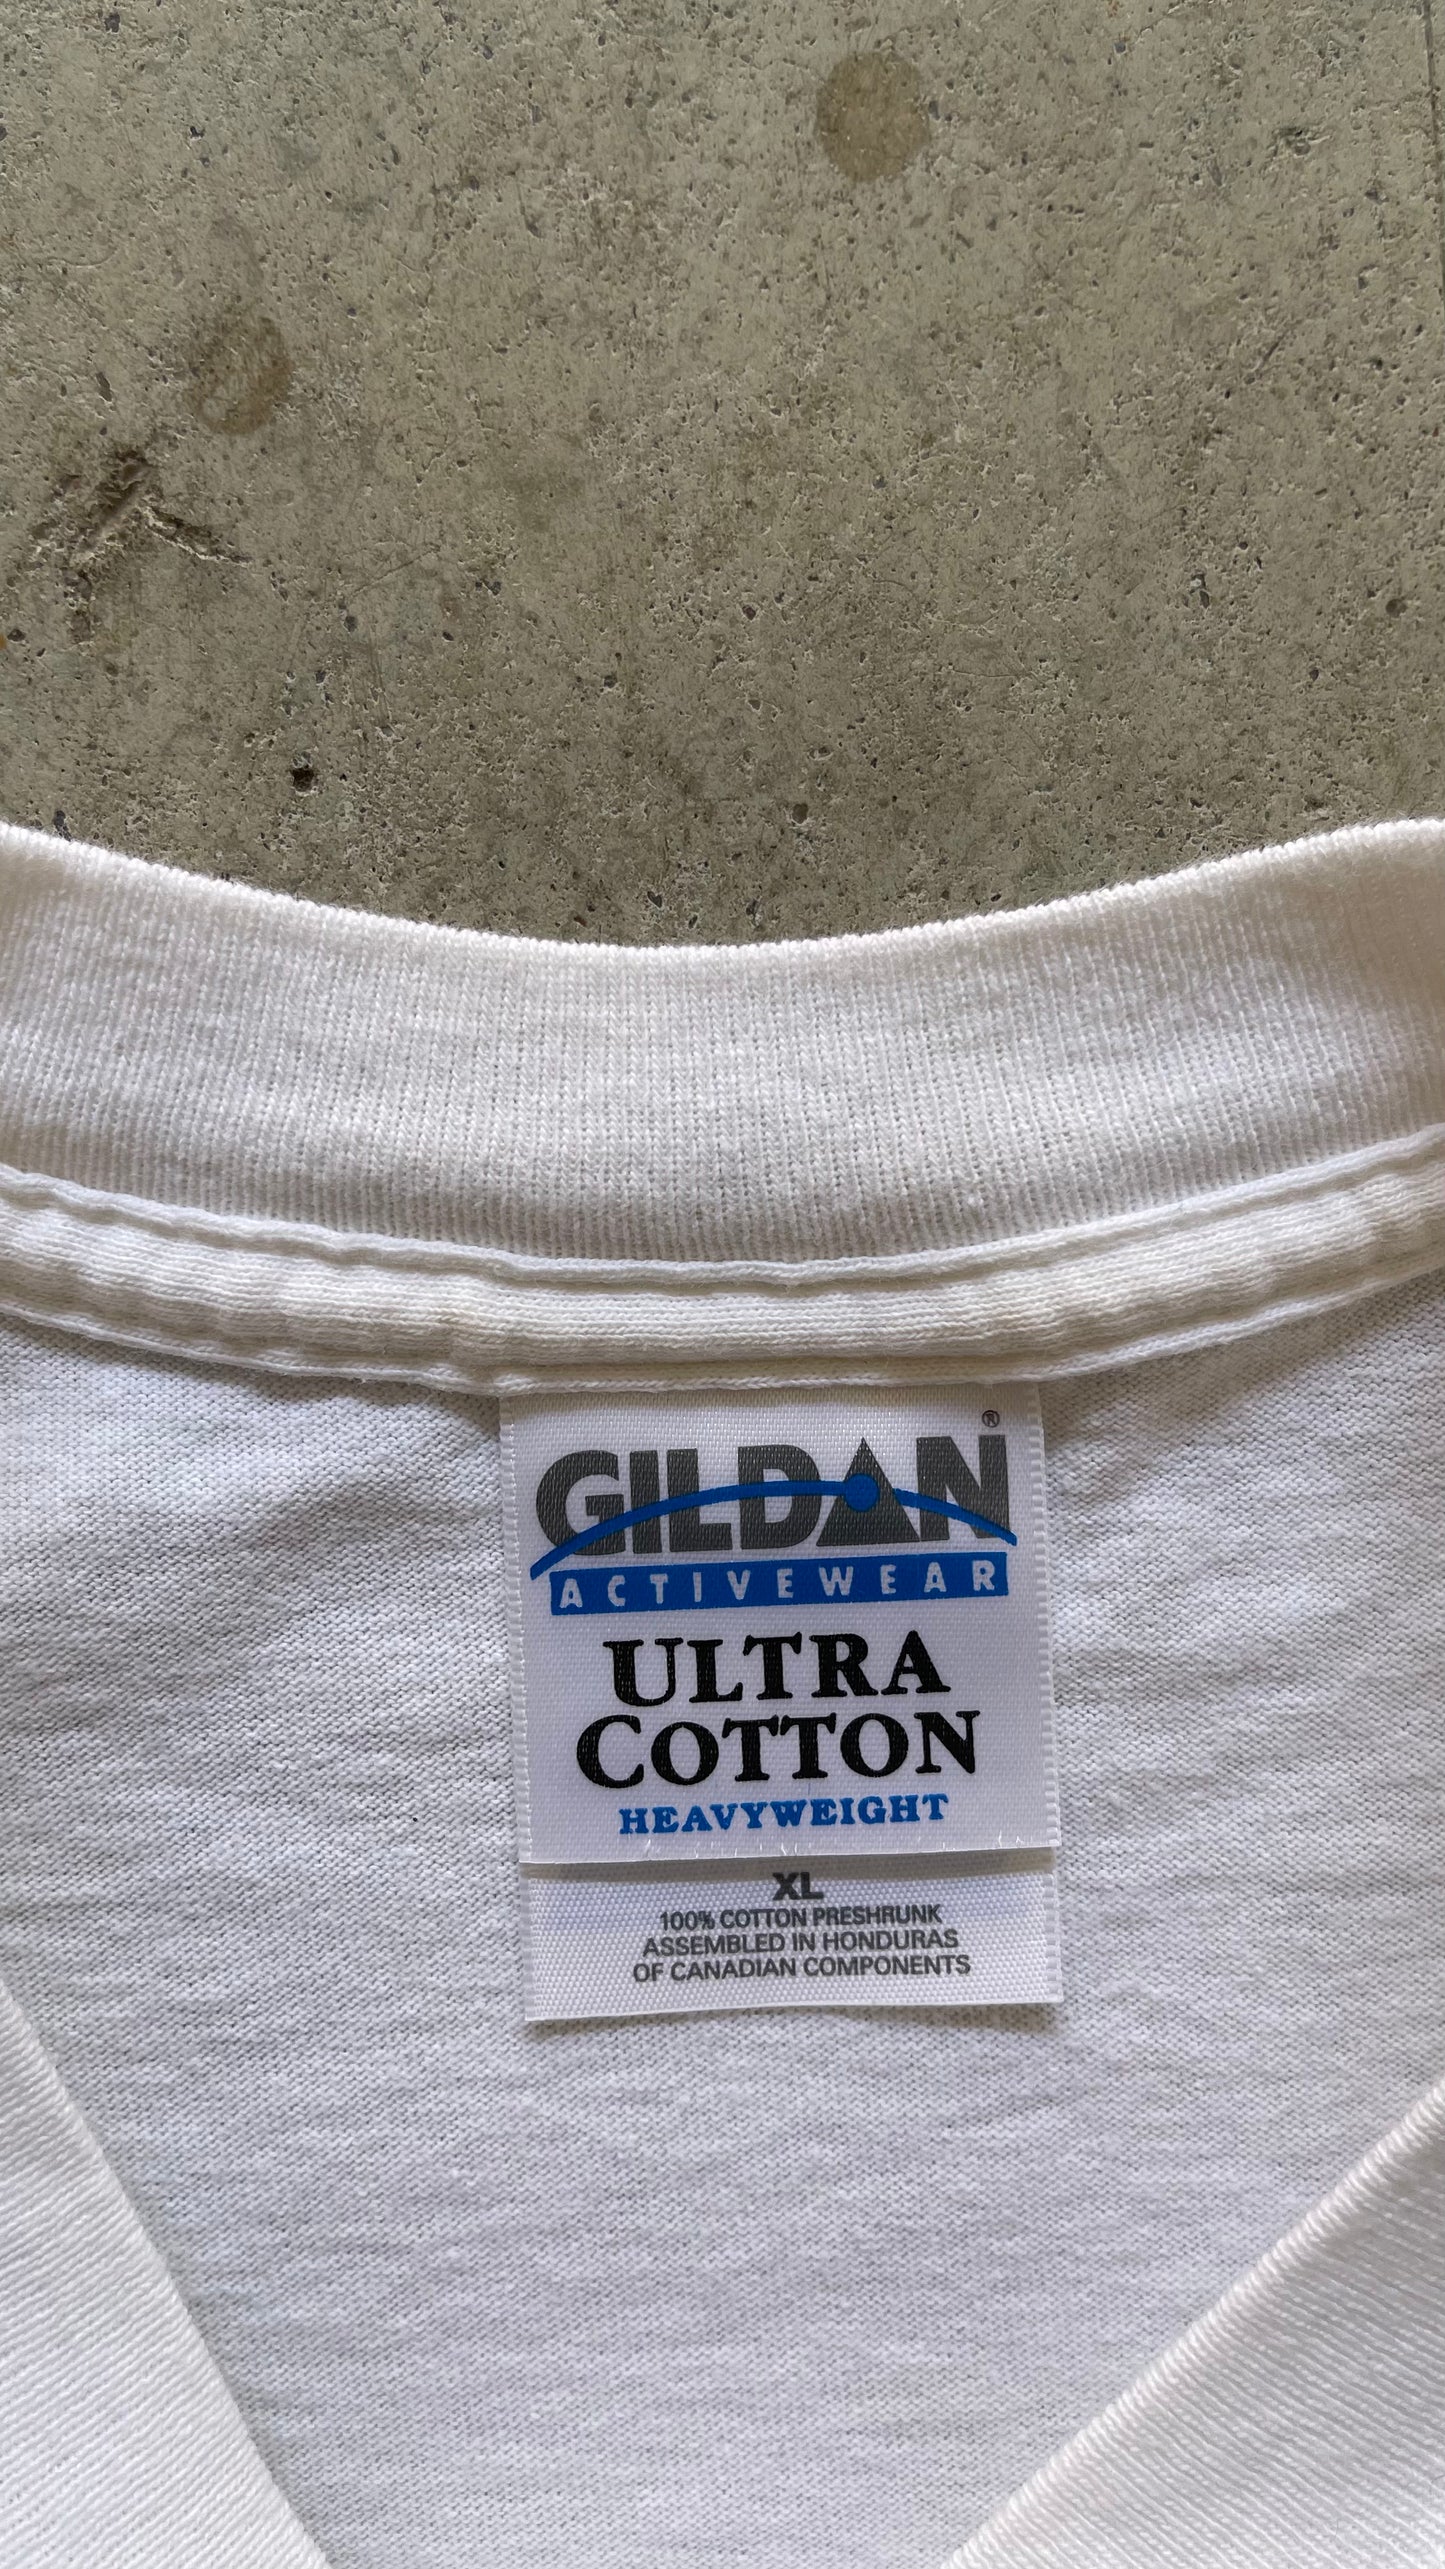 GILDAN®
ACTIVEWEAR
ULTRA
COTTON
HEAVYWEIGHT
XL
100% COTTON PRESHRUNK
ASSEMBLED IN HONDURAS
OF CANADIAN COMPONENTS